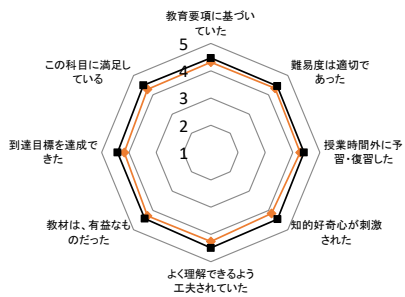 教育要項に基づい
ていた
難易度は適切で
あった
授業時間外に予
習・復習した
知的好奇心が刺激
された
よく理解できるよう
工夫されていた
教材は、有益なも
のだった
到達目標を達成で
きた
この科目に満足し
ている
5
4
3
2
1